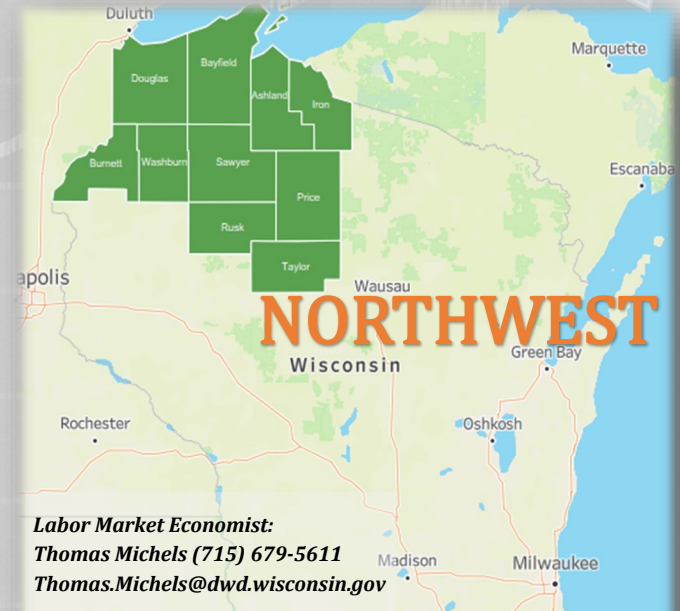 Duluth
Marquette
Douglas
Bayfield
Ashland
Iron
Burnett
Washburn
Sawyer
Price
Escanaba
Rusk
Taylor
apolis
Wausau
NORTHWEST
Wisconsin
Green Bay
Rochester
Oshkosh
Labor Market Economist:
Thomas Michels (715) 679-5611
Thomas.Michels@dwd.wisconsin.gov
Madison
Milwaukee